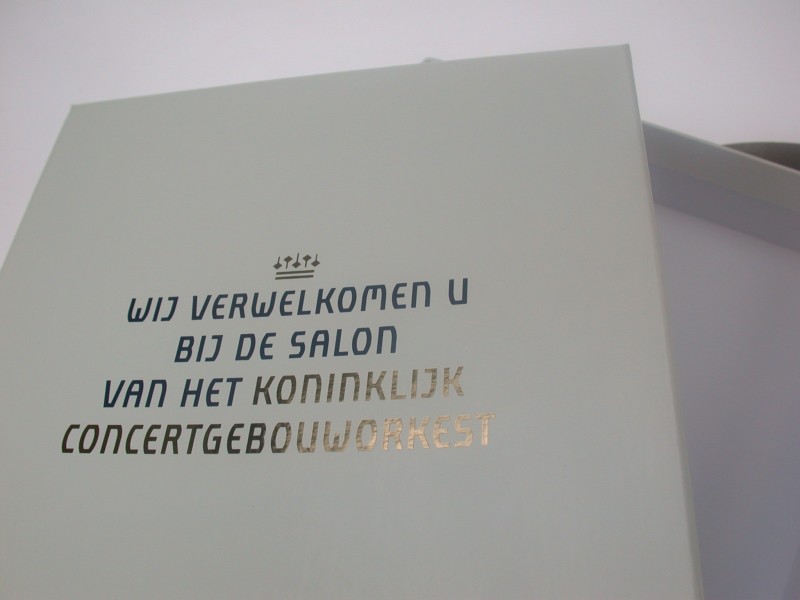 WIJ VERWELKOMEN U
BIJ DE SALON
VAN HET KONINKLIJK
CONCERTGEBOUWORKEST